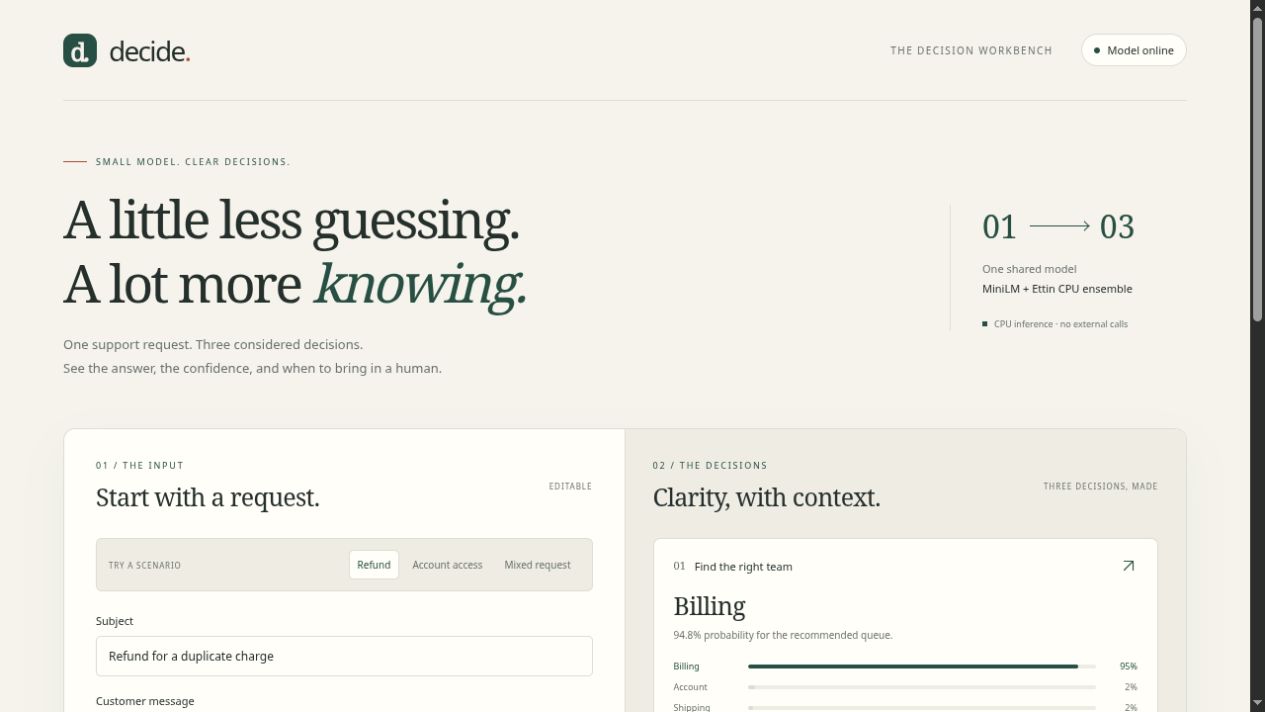 d.
decide.
THE DECISION WORKBENCH
Model online
SMALL MODEL. CLEAR DECISIONS.
A little less guessing.
A lot more knowing.
One support request. Three considered decisions.
See the answer, the confidence, and when to bring in a human.
01 → 03
One shared model
MiniLM + Ettin CPU ensemble
CPU inference · no external calls
01 / THE INPUT
Start with a request.
EDITABLE
TRY A SCENARIO
Refund
Account access
Mixed request
Subject
Refund for a duplicate charge
Customer message
02 / THE DECISIONS
Clarity, with context.
THREE DECISIONS, MADE
01 Find the right team
Billing
94.8% probability for the recommended queue.
Billing 95%
Account 2%
Shipping 2%